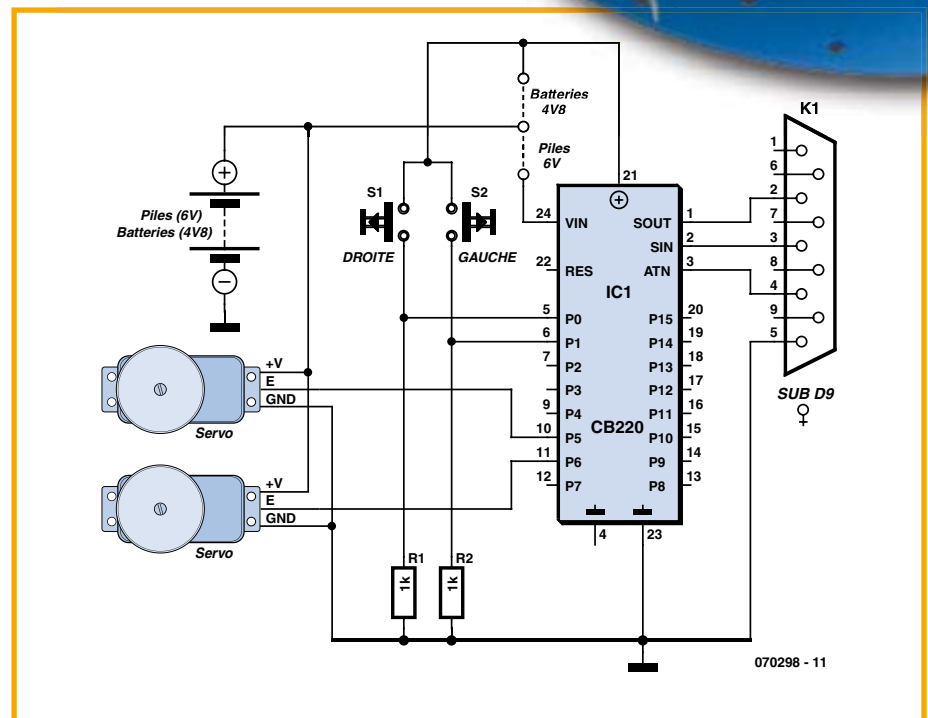 Batteries
4V8
Piles
6V
K1
1
6
2
7
3
8
4
9
5
SUB D9
Piles (6V)
Batteries (4V8)
S1
S2
DROITE
GAUCHE
21
24
VIN
SOUT
1
SIN
2
22
RES
ATN
3
IC1
5
P0
P15
20
6
P1
P14
19
7
P2
P13
18
P3
P12
17
9
P4
P11
16
CB220
10
P5
P10
15
11
P6
P9
14
12
P7
P8
13
4
23
+V
E
GND
Servo
+V
E
GND
Servo
R1
1k
R2
1k
070298 - 11